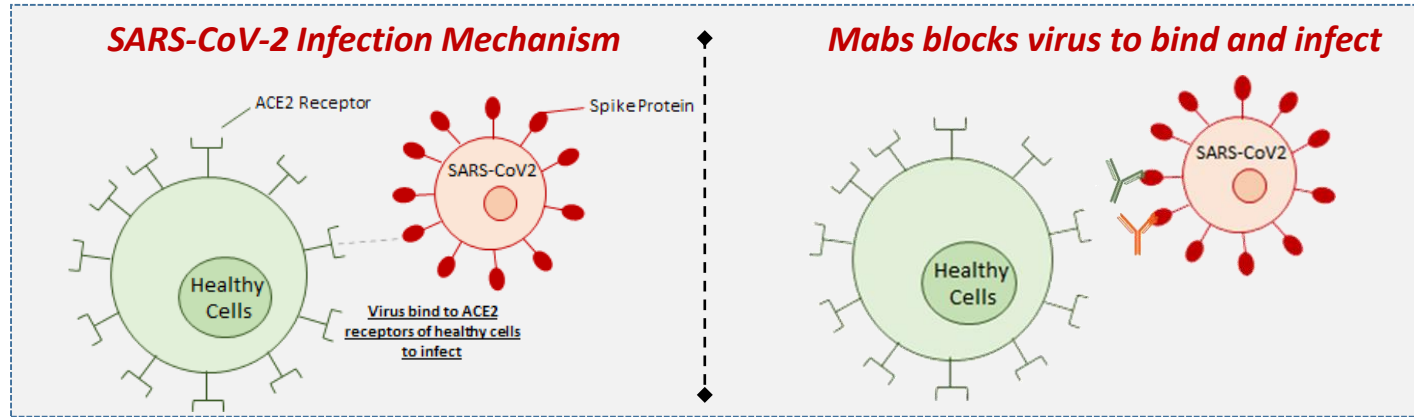 SARS-CoV-2 Infection Mechanism
ACE2 Receptor
Spike Protein
SARS-CoV2
Healthy
Cells
Virus bind to ACE2
receptors of healthy cells
to infect
Mabs blocks virus to bind and infect
SARS-CoV2
Healthy
Cells